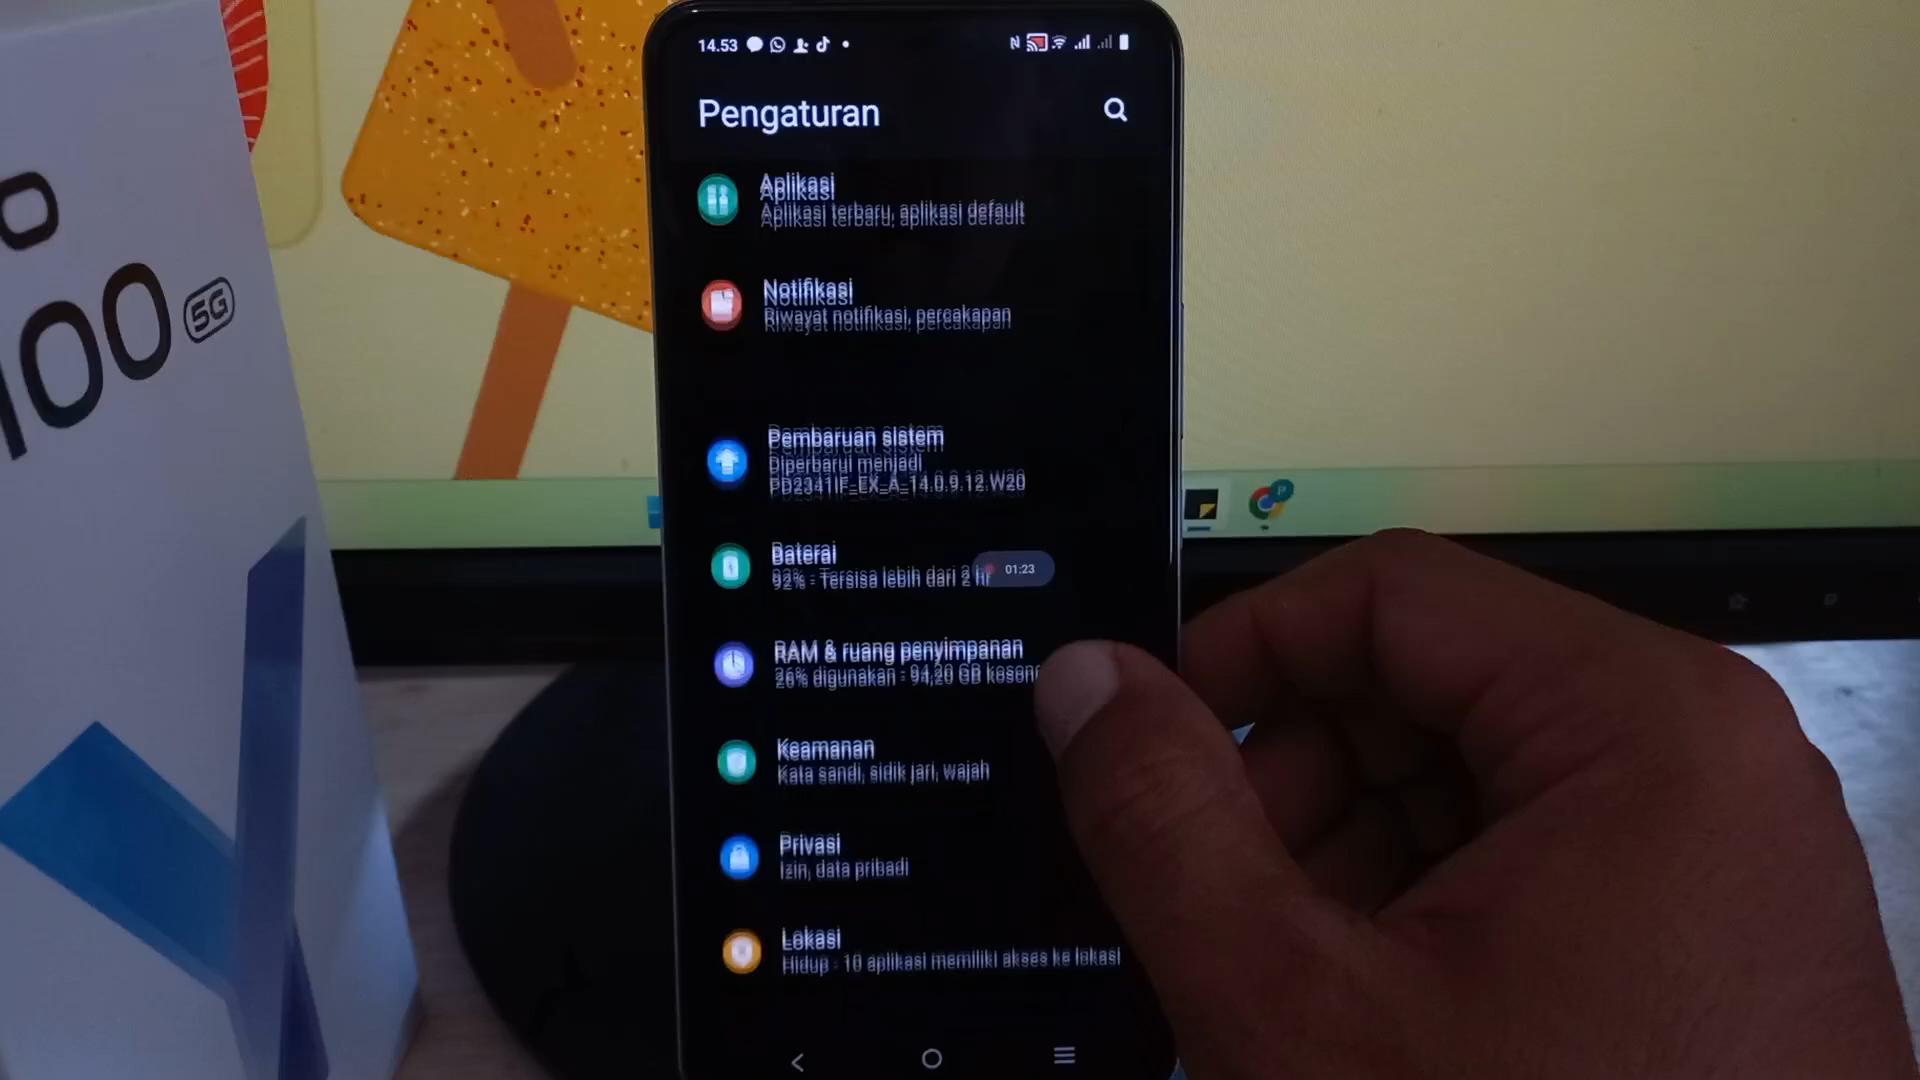 14.53
Pengaturan
Aplikasi
Aplikasi terbaru, aplikasi default
Notifikasi
Riwayat notifikasi, percakapan
Pembaruan sistem
Diperbarui menjadi
PD2341IF_EX_A_14.0.9.12.W20
Baterai
92% - Tersisa lebih dari 2 hr
01:23
RAM & ruang penyimpanan
26% digunakan - 94,20 GB
Keamanan
Kata sandi, sidik jari, wajah
Privasi
Izin, data pribadi
Lokasi
Hidup - 10 aplikasi memiliki akses ke lokasi
o
100 5G
P